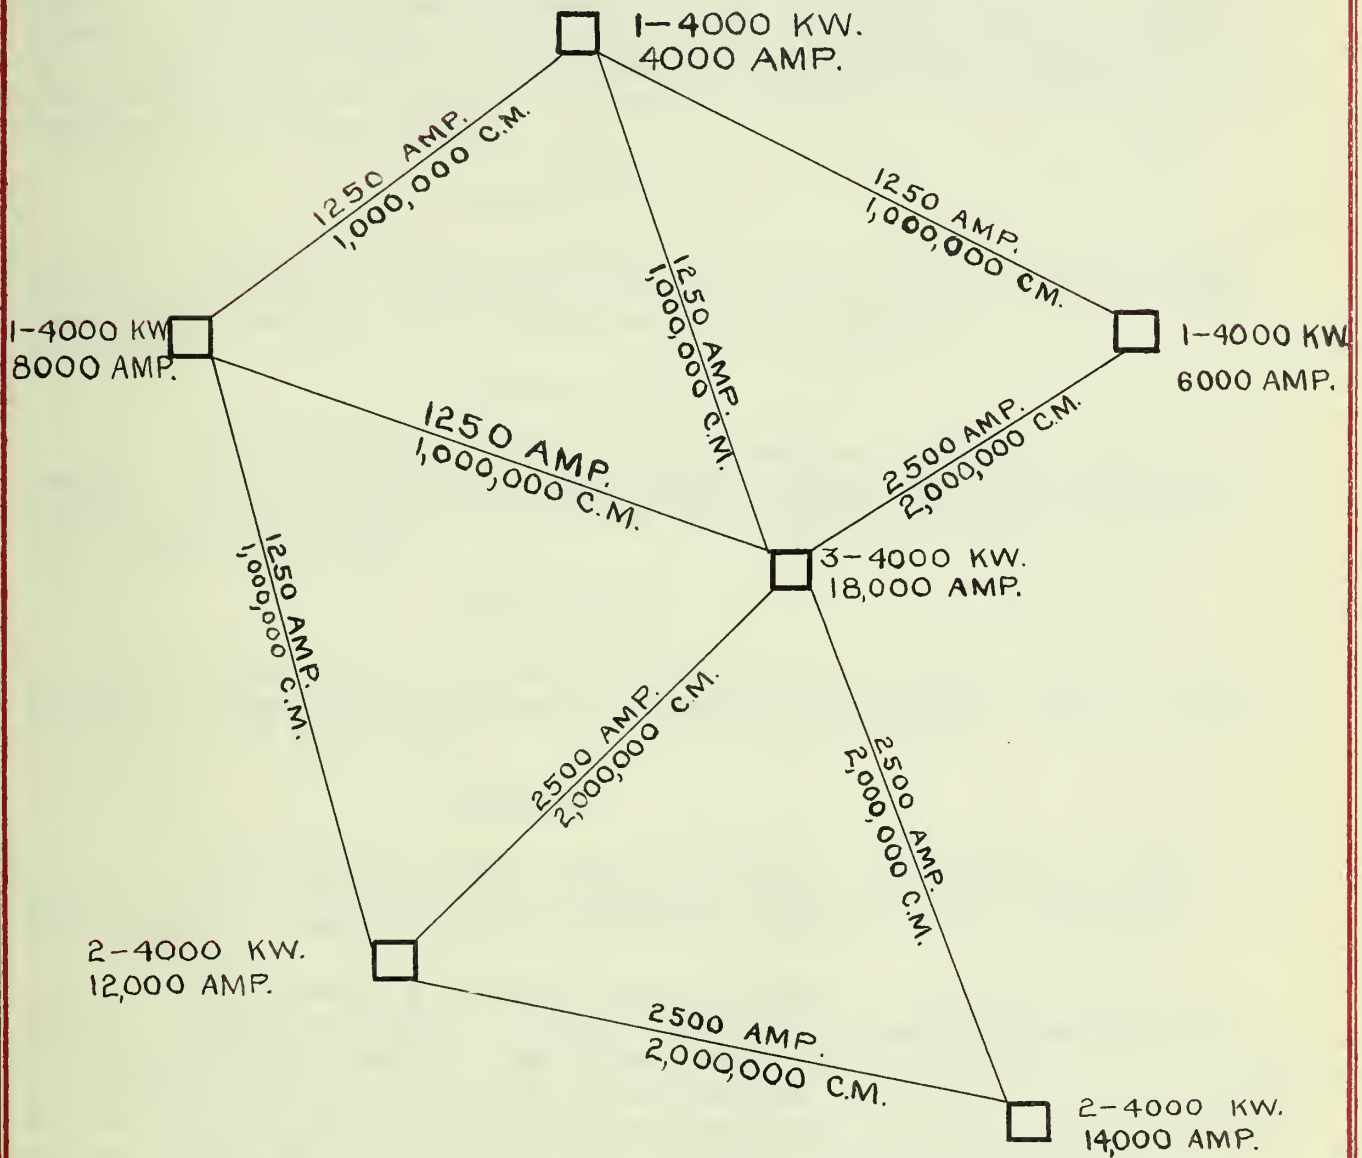 1-4000 KW.
4000 AMP.
1250 AMP.
1,000,000 C.M.
1250 AMP.
1,000,000 C.M.
1250 AMP.
1,000,000 C.M.
1-4000 KW
8000 AMP.
1-4000 KW
6000 AMP.
1250 AMP.
1,000,000 C.M.
2500 AMP.
2,000,000 C.M.
3-4000 KW.
18,000 AMP.
1250 AMP.
1,000,000 C.M.
2500 AMP.
2,000,000 C.M.
2500 AMP.
2,000,000 C.M.
2-4000 KW.
12,000 AMP.
2500 AMP.
2,000,000 C.M.
2-4000 KW.
14,000 AMP.